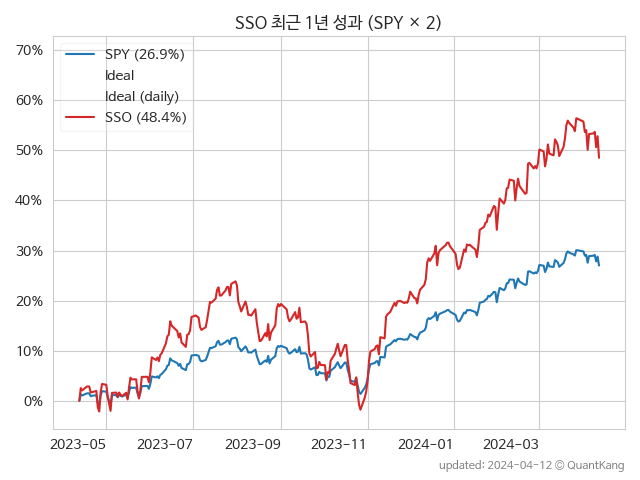 SSO 최근 1년 성과 (SPY × 2)
70%
60%
50%
40%
30%
20%
10%
0%
SPY (26.9%)
Ideal
Ideal (daily)
SSO (48.4%)
2023-05
2023-07
2023-09
2023-11
2024-01
2024-03
updated: 2024-04-12 © QuantKang